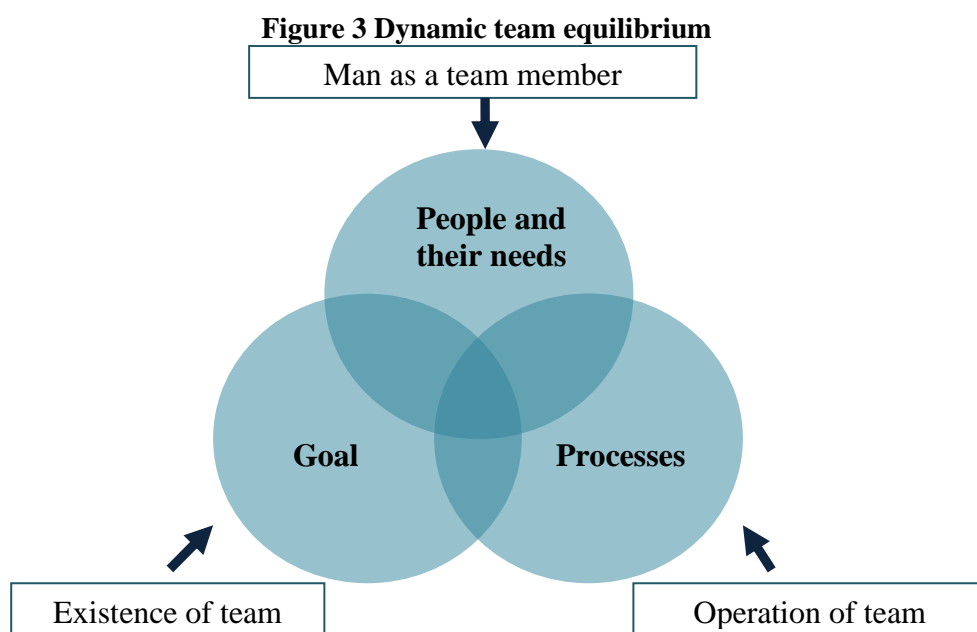 Figure 3 Dynamic team equilibrium
Man as a team member
People and
their needs
Goal
Processes
Existence of team
Operation of team